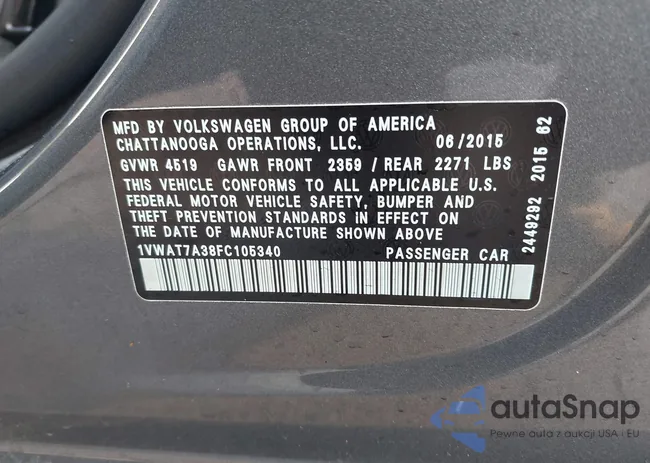 MFD BY VOLKSWAGEN GROUP OF AMERICA
CHATTANOOGA OPERATIONS, LLC. 06/2015
GVWR 4519 GAWR FRONT 2359 / REAR 2271 LBS
THIS VEHICLE CONFORMS TO ALL APPLICABLE U.S.
FEDERAL MOTOR VEHICLE SAFETY, BUMPER AND
THEFT PREVENTION STANDARDS IN EFFECT ON
THE DATE OF MANUFACTURE SHOWN ABOVE
1VWAT7A38FC105340 PASSENGER CAR
2449292 2015 62
autoSnap
Pewne auta z aukcji USA i EU